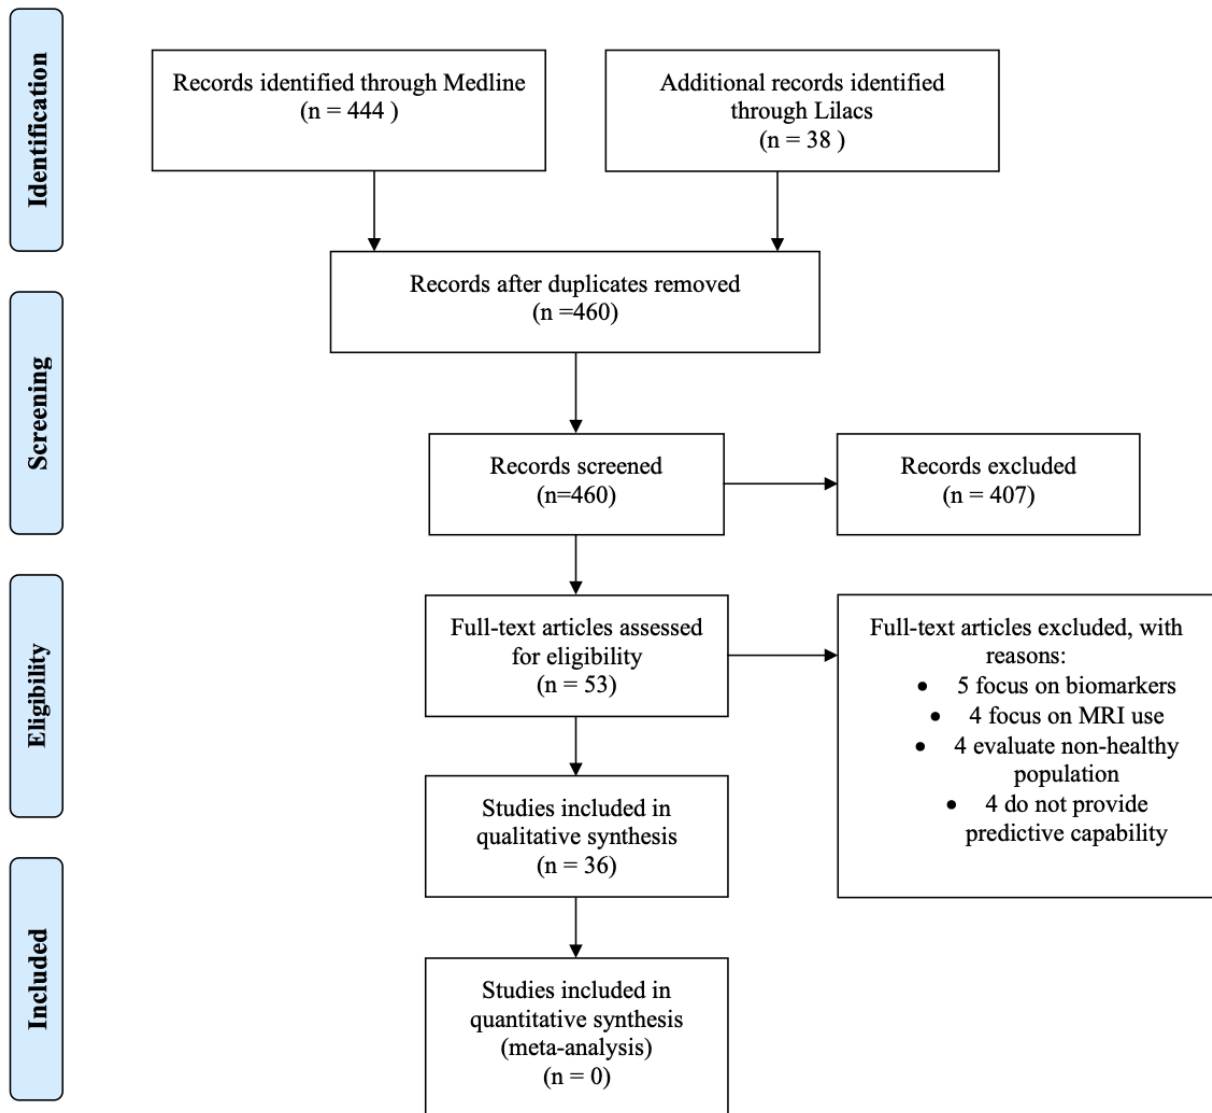 Identification
Records identified through Medline
(n = 444 )
Additional records identified
through Lilacs
(n = 38 )
Records after duplicates removed
(n =460)
Screening
Records screened
(n=460)
Records excluded
(n = 407)
Eligibility
Full-text articles assessed
for eligibility
(n = 53)
Full-text articles excluded, with
reasons:
• 5 focus on biomarkers
• 4 focus on MRI use
• 4 evaluate non-healthy
population
• 4 do not provide
predictive capability
Studies included in
qualitative synthesis
(n = 36)
Included
Studies included in
quantitative synthesis
(meta-analysis)
(n = 0)